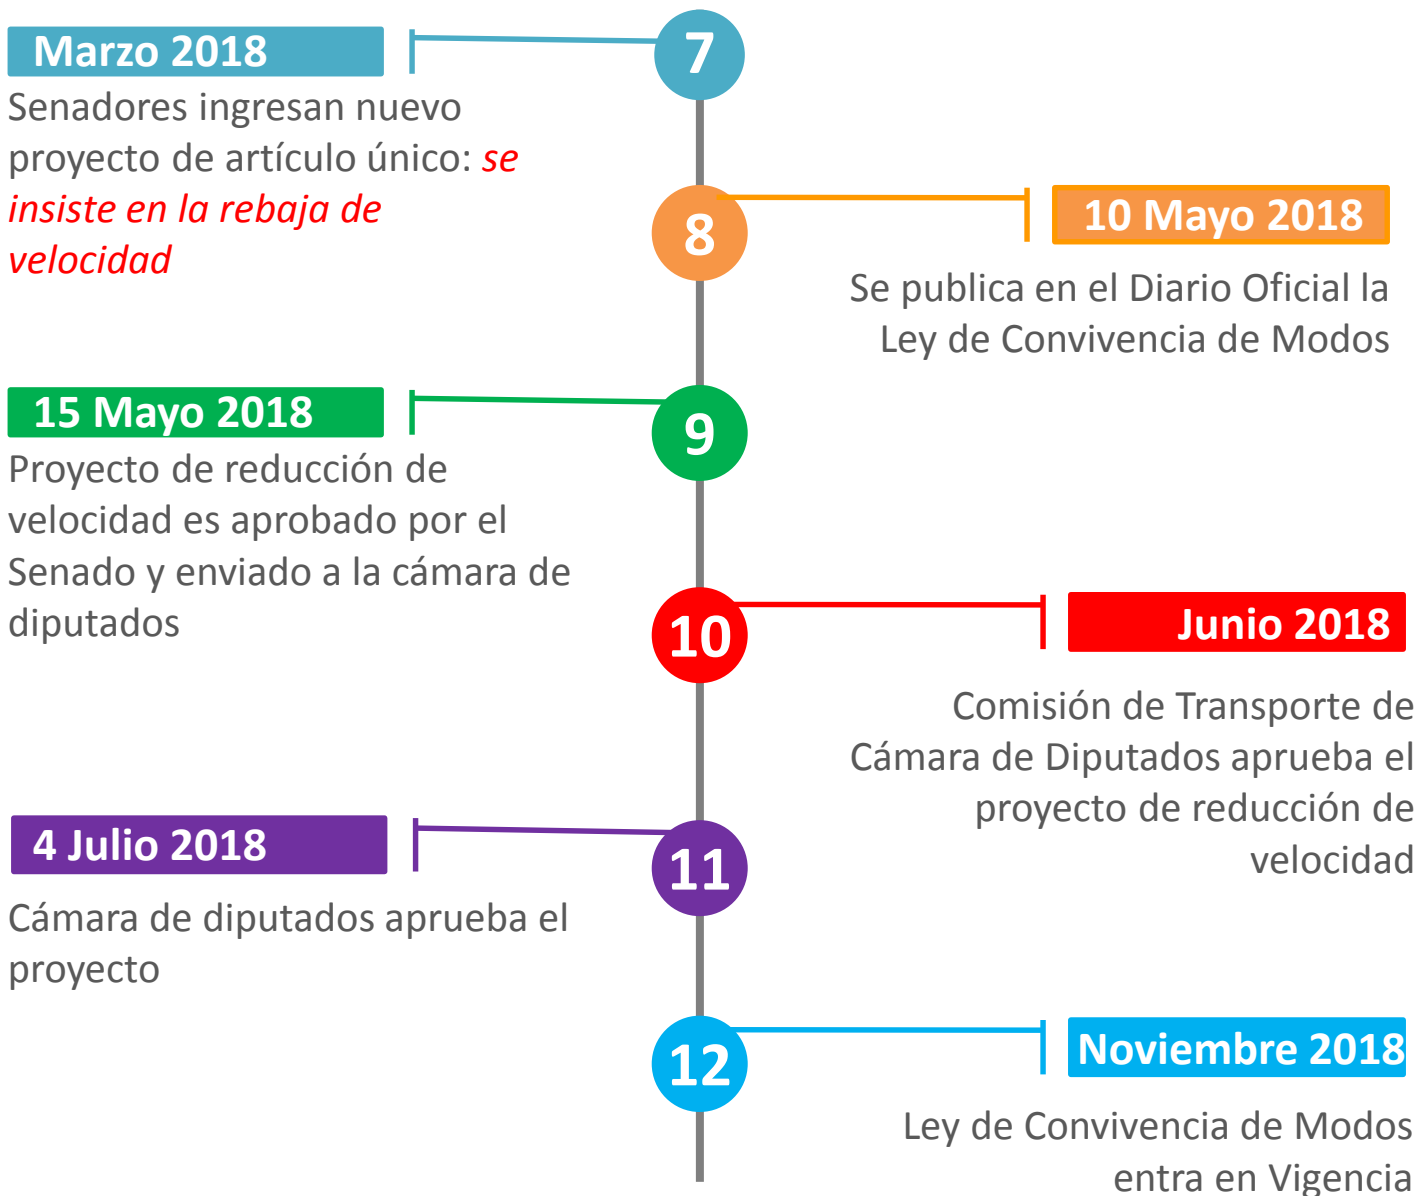 7
Marzo 2018
Senadores ingresan nuevo
proyecto de artículo único: se
insiste en la rebaja de
velocidad
8
10 Mayo 2018
Se publica en el Diario Oficial la
Ley de Convivencia de Modos
9
15 Mayo 2018
Proyecto de reducción de
velocidad es aprobado por el
Senado y enviado a la cámara de
diputados
10
Junio 2018
Comisión de Transporte de
Cámara de Diputados aprueba el
proyecto de reducción de
velocidad
11
4 Julio 2018
Cámara de diputados aprueba el
proyecto
12
Noviembre 2018
Ley de Convivencia de Modos
entra en Vigencia